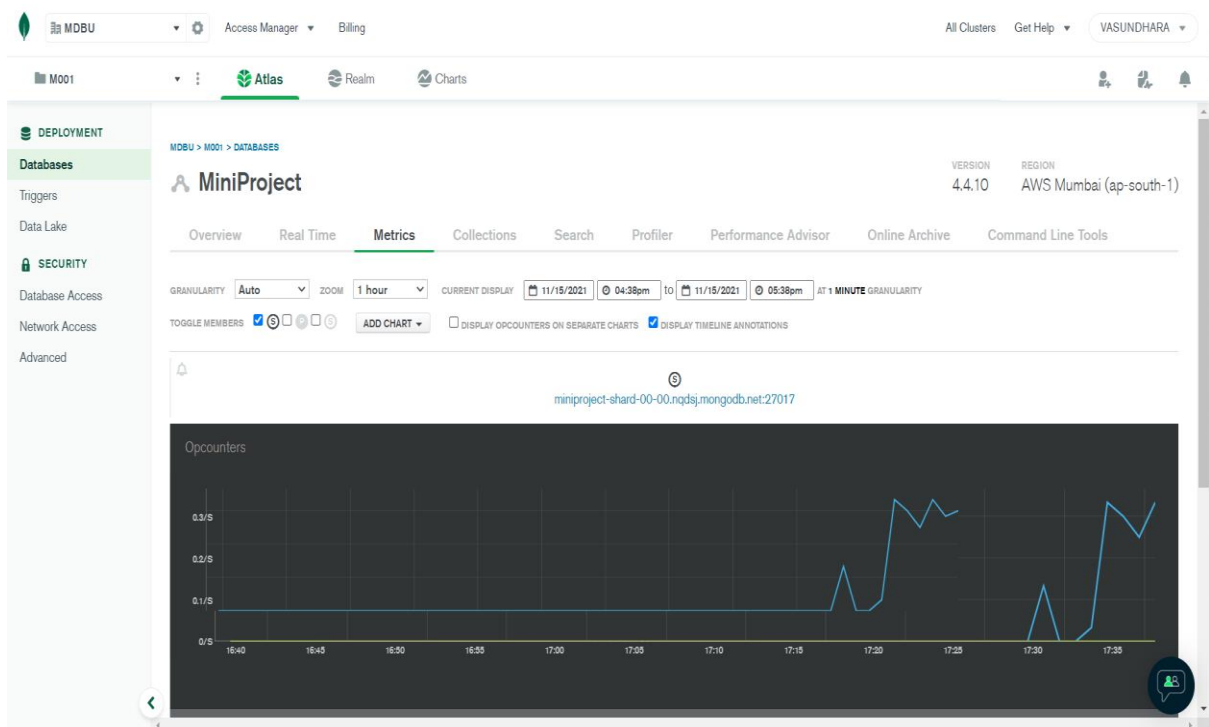 MDBU Access Manager Billing All Clusters Get Help VASUNDHARA
M001 Atlas Realm Charts
DEPLOYMENT
Databases
Triggers
Data Lake
SECURITY
Database Access
Network Access
Advanced
MDBU > M001 > DATABASES
MiniProject
VERSION
4.4.10
REGION
AWS Mumbai (ap-south-1)
Overview Real Time Metrics Collections Search Profiler Performance Advisor Online Archive Command Line Tools
GRANULARITY Auto ZOOM 1 hour CURRENT DISPLAY 11/15/2021 04:38pm to 11/15/2021 05:38pm AT 1 MINUTE GRANULARITY
TOGGLE MEMBERS S P S ADD CHART DISPLAY OPCOUNTERS ON SEPARATE CHARTS DISPLAY TIMELINE ANNOTATIONS
S
miniproject-shard-00-00.nqdsj.mongodb.net:27017
Opcounters
0.3/S
0.2/S
0.1/S
0/S
16:40 16:45 16:50 16:55 17:00 17:05 17:10 17:15 17:20 17:25 17:30 17:35